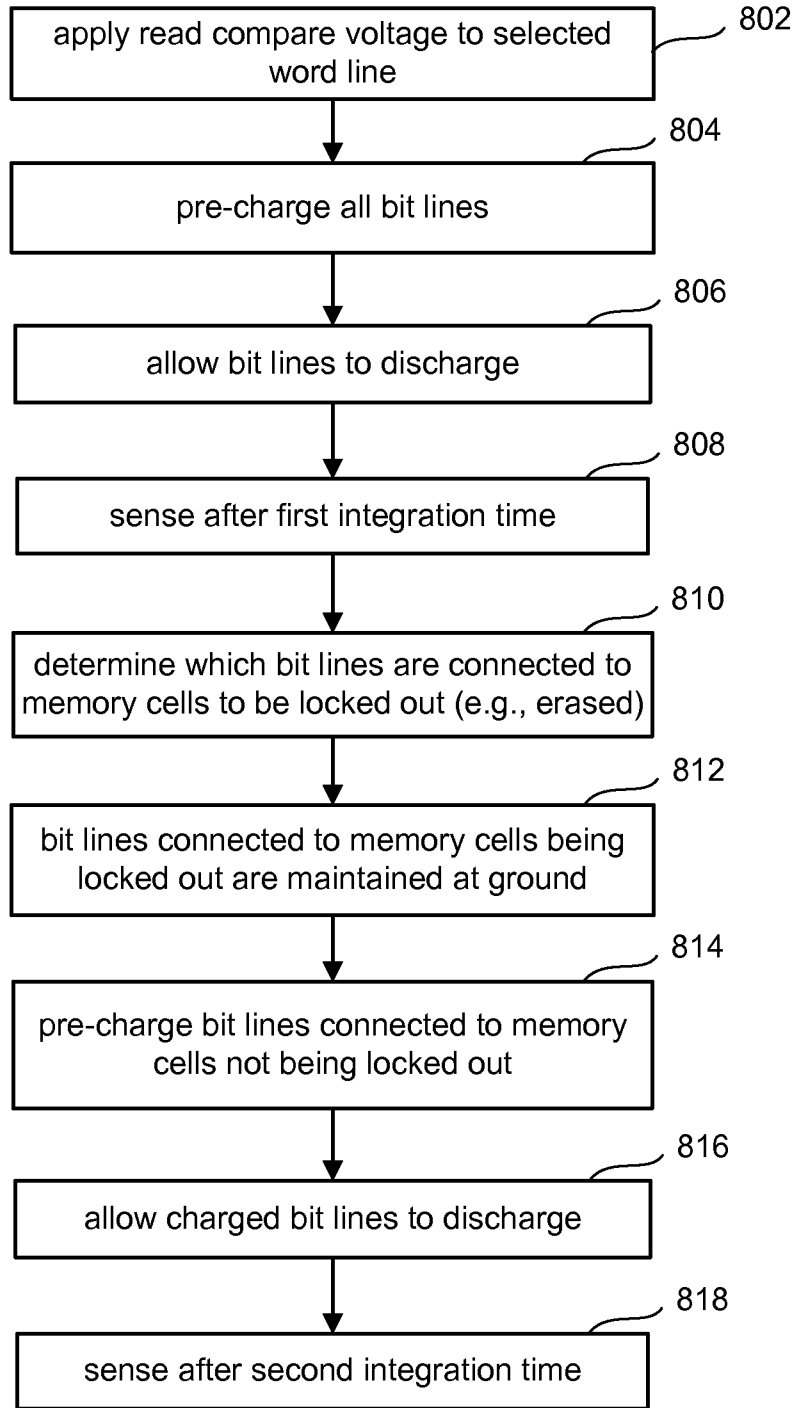 802
apply read compare voltage to selected
word line
804
pre-charge all bit lines
806
allow bit lines to discharge
808
sense after first integration time
810
determine which bit lines are connected to
memory cells to be locked out (e.g., erased)
812
bit lines connected to memory cells being
locked out are maintained at ground
814
pre-charge bit lines connected to memory
cells not being locked out
816
allow charged bit lines to discharge
818
sense after second integration time